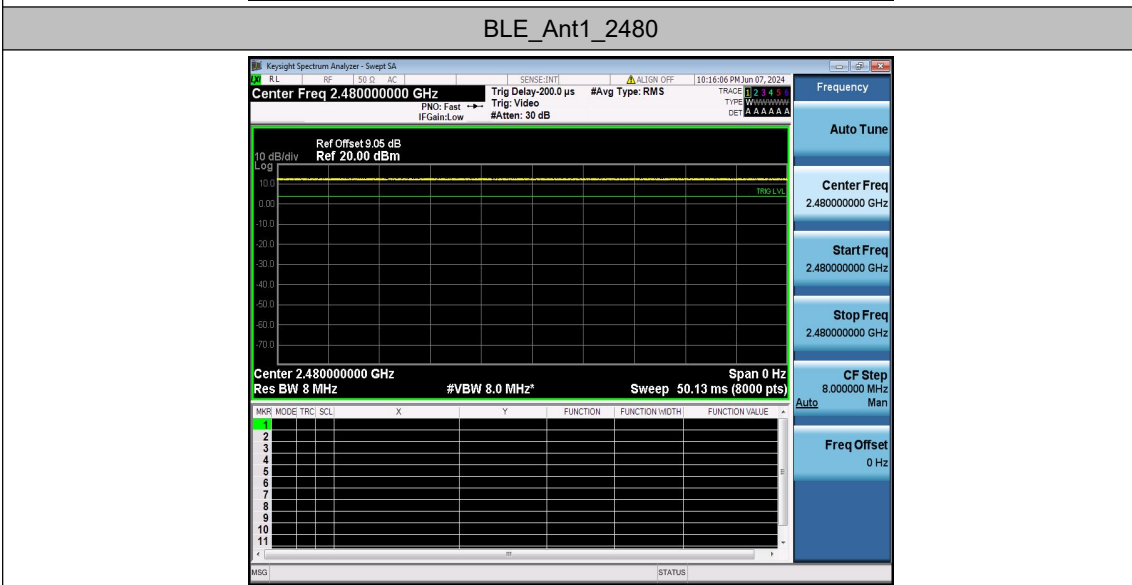 BLE_Ant1_2480
Keysight Spectrum Analyzer - Swept SA
LXI RL RF 50 Ω AC SENSE:INT ALIGN OFF 10:16:06 PM Jun 07, 2024
Center Freq 2.480000000 GHz
PNO: Fast
IFGain:Low
Trig Delay-200.0 µs
Trig: Video
#Atten: 30 dB
#Avg Type: RMS
TRACE 1 2 3 4 5 6
TYPE WWWWWW
DET A A A A A A
Ref Offset 9.05 dB
10 dB/div Ref 20.00 dBm
Log
10.0
TRIG LVL
0.00
-10.0
-20.0
-30.0
-40.0
-50.0
-60.0
-70.0
Center 2.480000000 GHz Span 0 Hz
Res BW 8 MHz #VBW 8.0 MHz* Sweep 50.13 ms (8000 pts)
MKR MODE TRC SCL X Y FUNCTION FUNCTION WIDTH FUNCTION VALUE
1
2
3
4
5
6
7
8
9
10
11
MSG STATUS
Frequency
Auto Tune
Center Freq
2.480000000 GHz
Start Freq
2.480000000 GHz
Stop Freq
2.480000000 GHz
CF Step
8.000000 MHz
Auto Man
Freq Offset
0 Hz